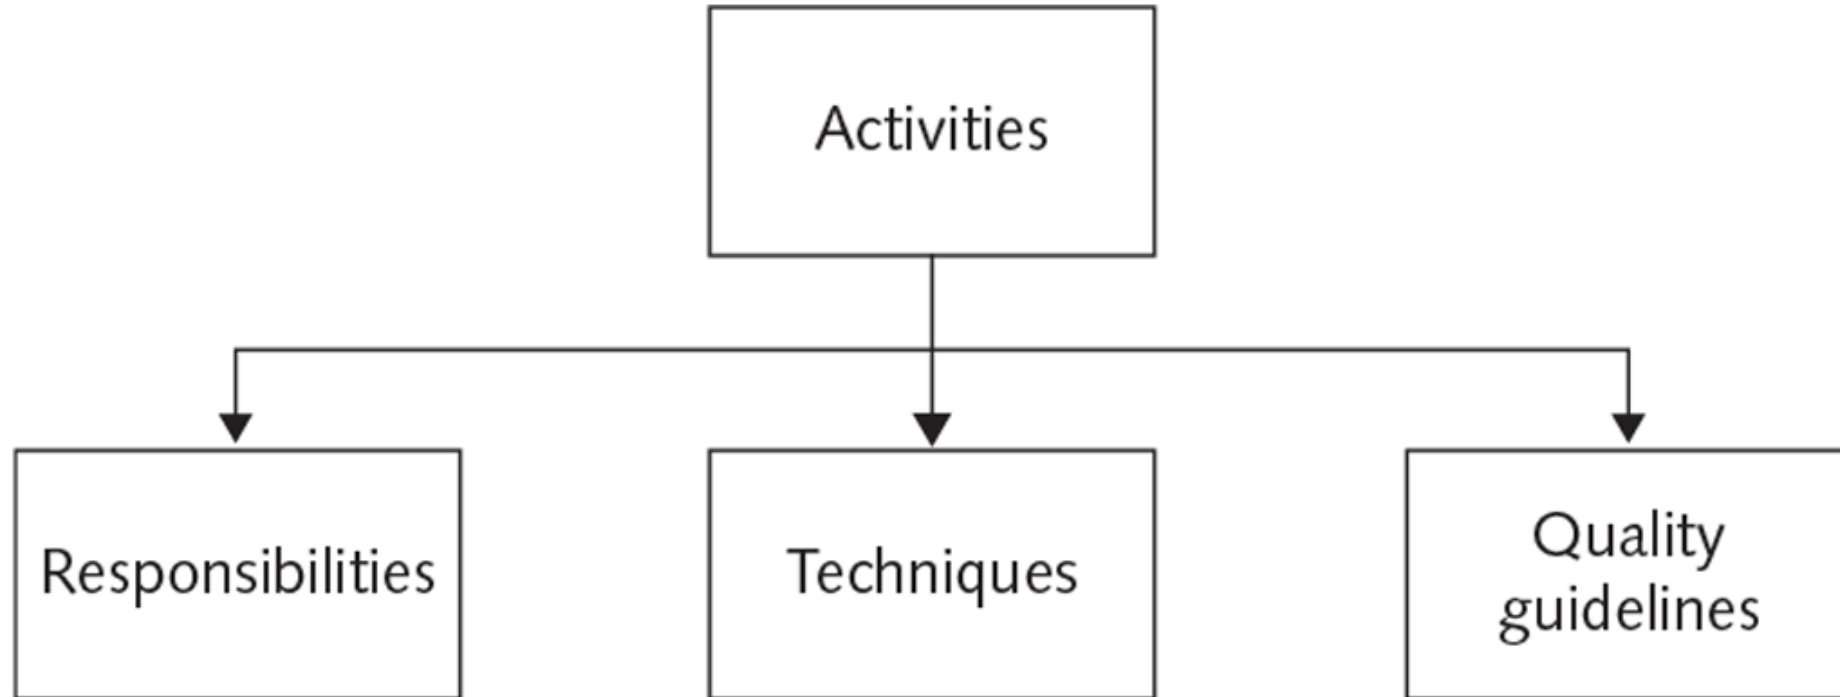 Activities
Responsibilities
Techniques
Quality
guidelines